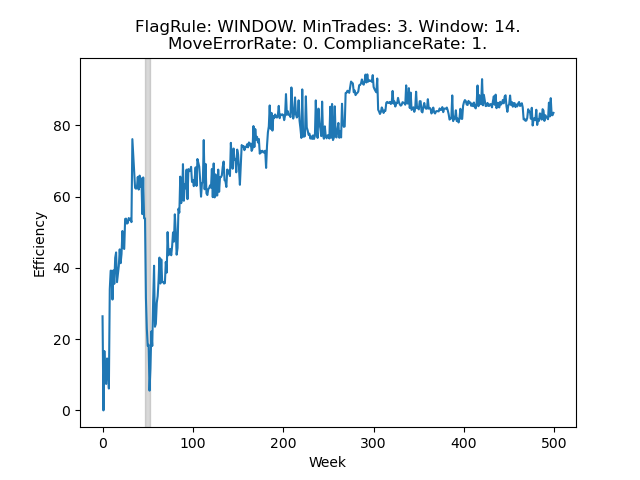 FlagRule: WINDOW. MinTrades: 3. Window: 14.
MoveErrorRate: 0. ComplianceRate: 1.
80
60
40
20
0
Efficiency
0 100 200 300 400 500
Week